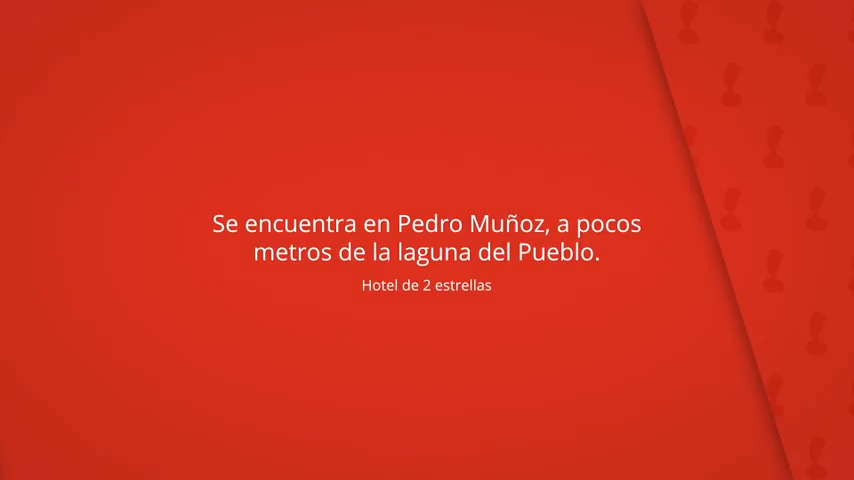 Se encuentra en Pedro Muñoz, a pocos
metros de la laguna del Pueblo.
Hotel de 2 estrellas